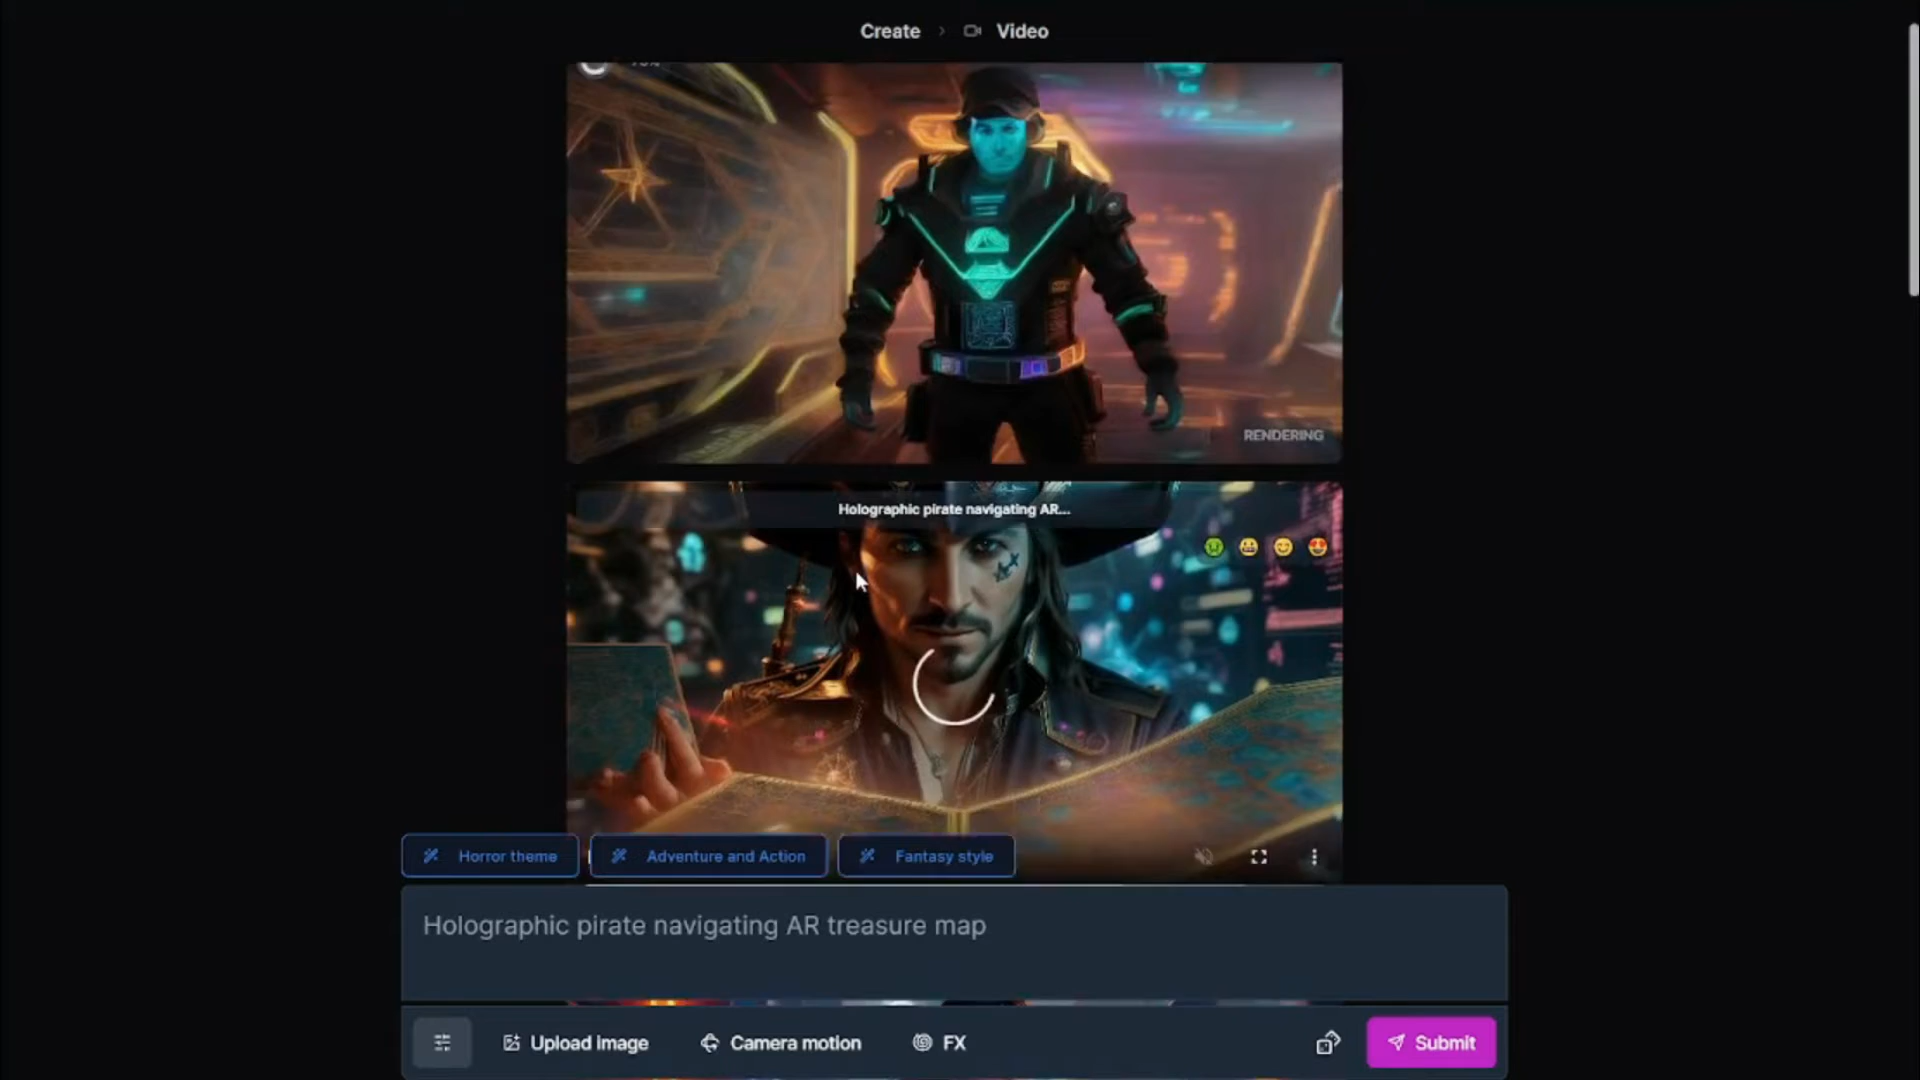 Create > Video
RENDERING
Holographic pirate navigating AR...
Horror theme
Adventure and Action
Fantasy style
Holographic pirate navigating AR treasure map
Upload image
Camera motion
FX
Submit